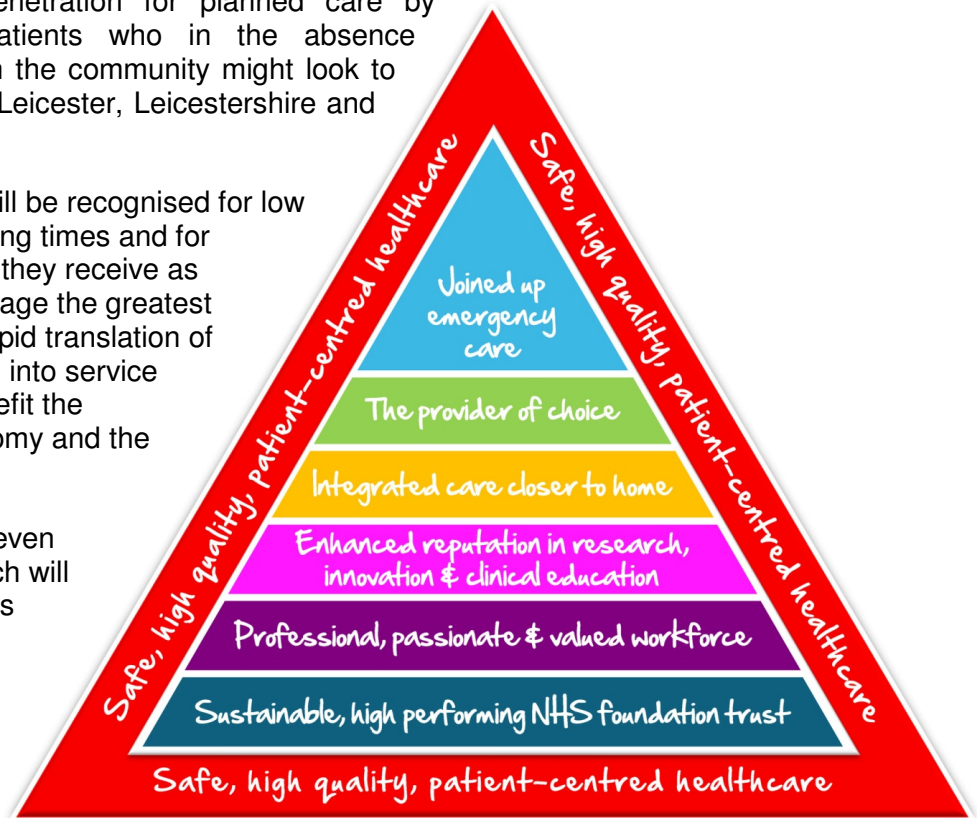 enetration for planned care by
atients who in the absence
the community might look to
Leicester, Leicestershire and
ill be recognised for low
ng times and for
they receive as
age the greatest
pid translation of
into service
efit the
omy and the
even
ch will
s
Safe, high quality, patient-centred healthcare
Safe, high quality, patient-centred healthcare
Joined up
emergency
care
The provider of choice
Integrated care closer to home
Enhanced reputation in research,
innovation & clinical education
Professional, passionate & valued workforce
Sustainable, high performing NHS foundation trust
Safe, high quality, patient-centred healthcare